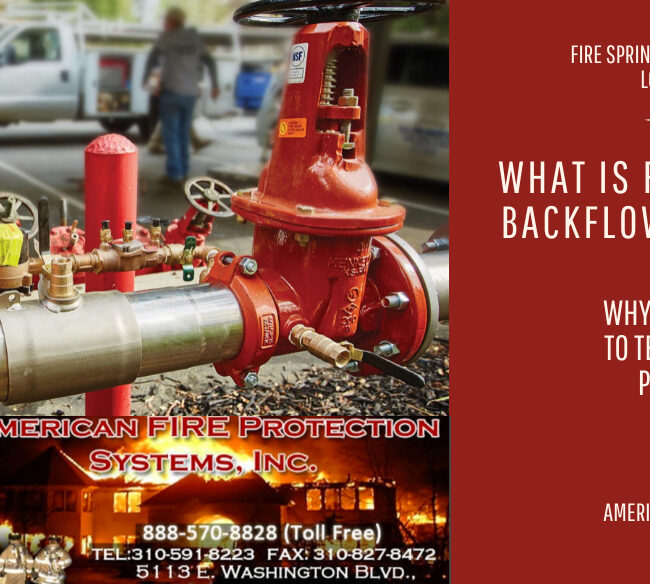 NSF
FIRE SPRIN
WHAT IS
BACKFLOW
WHY
TO TE
P
AMERI
AMERICAN FIRE PROTECTION
SYSTEMS, INC.
888-570-8828 (Toll Free)
TEL:310-591-8223 FAX: 310-827-8472
5113 E. WASHINGTON BLVD.,